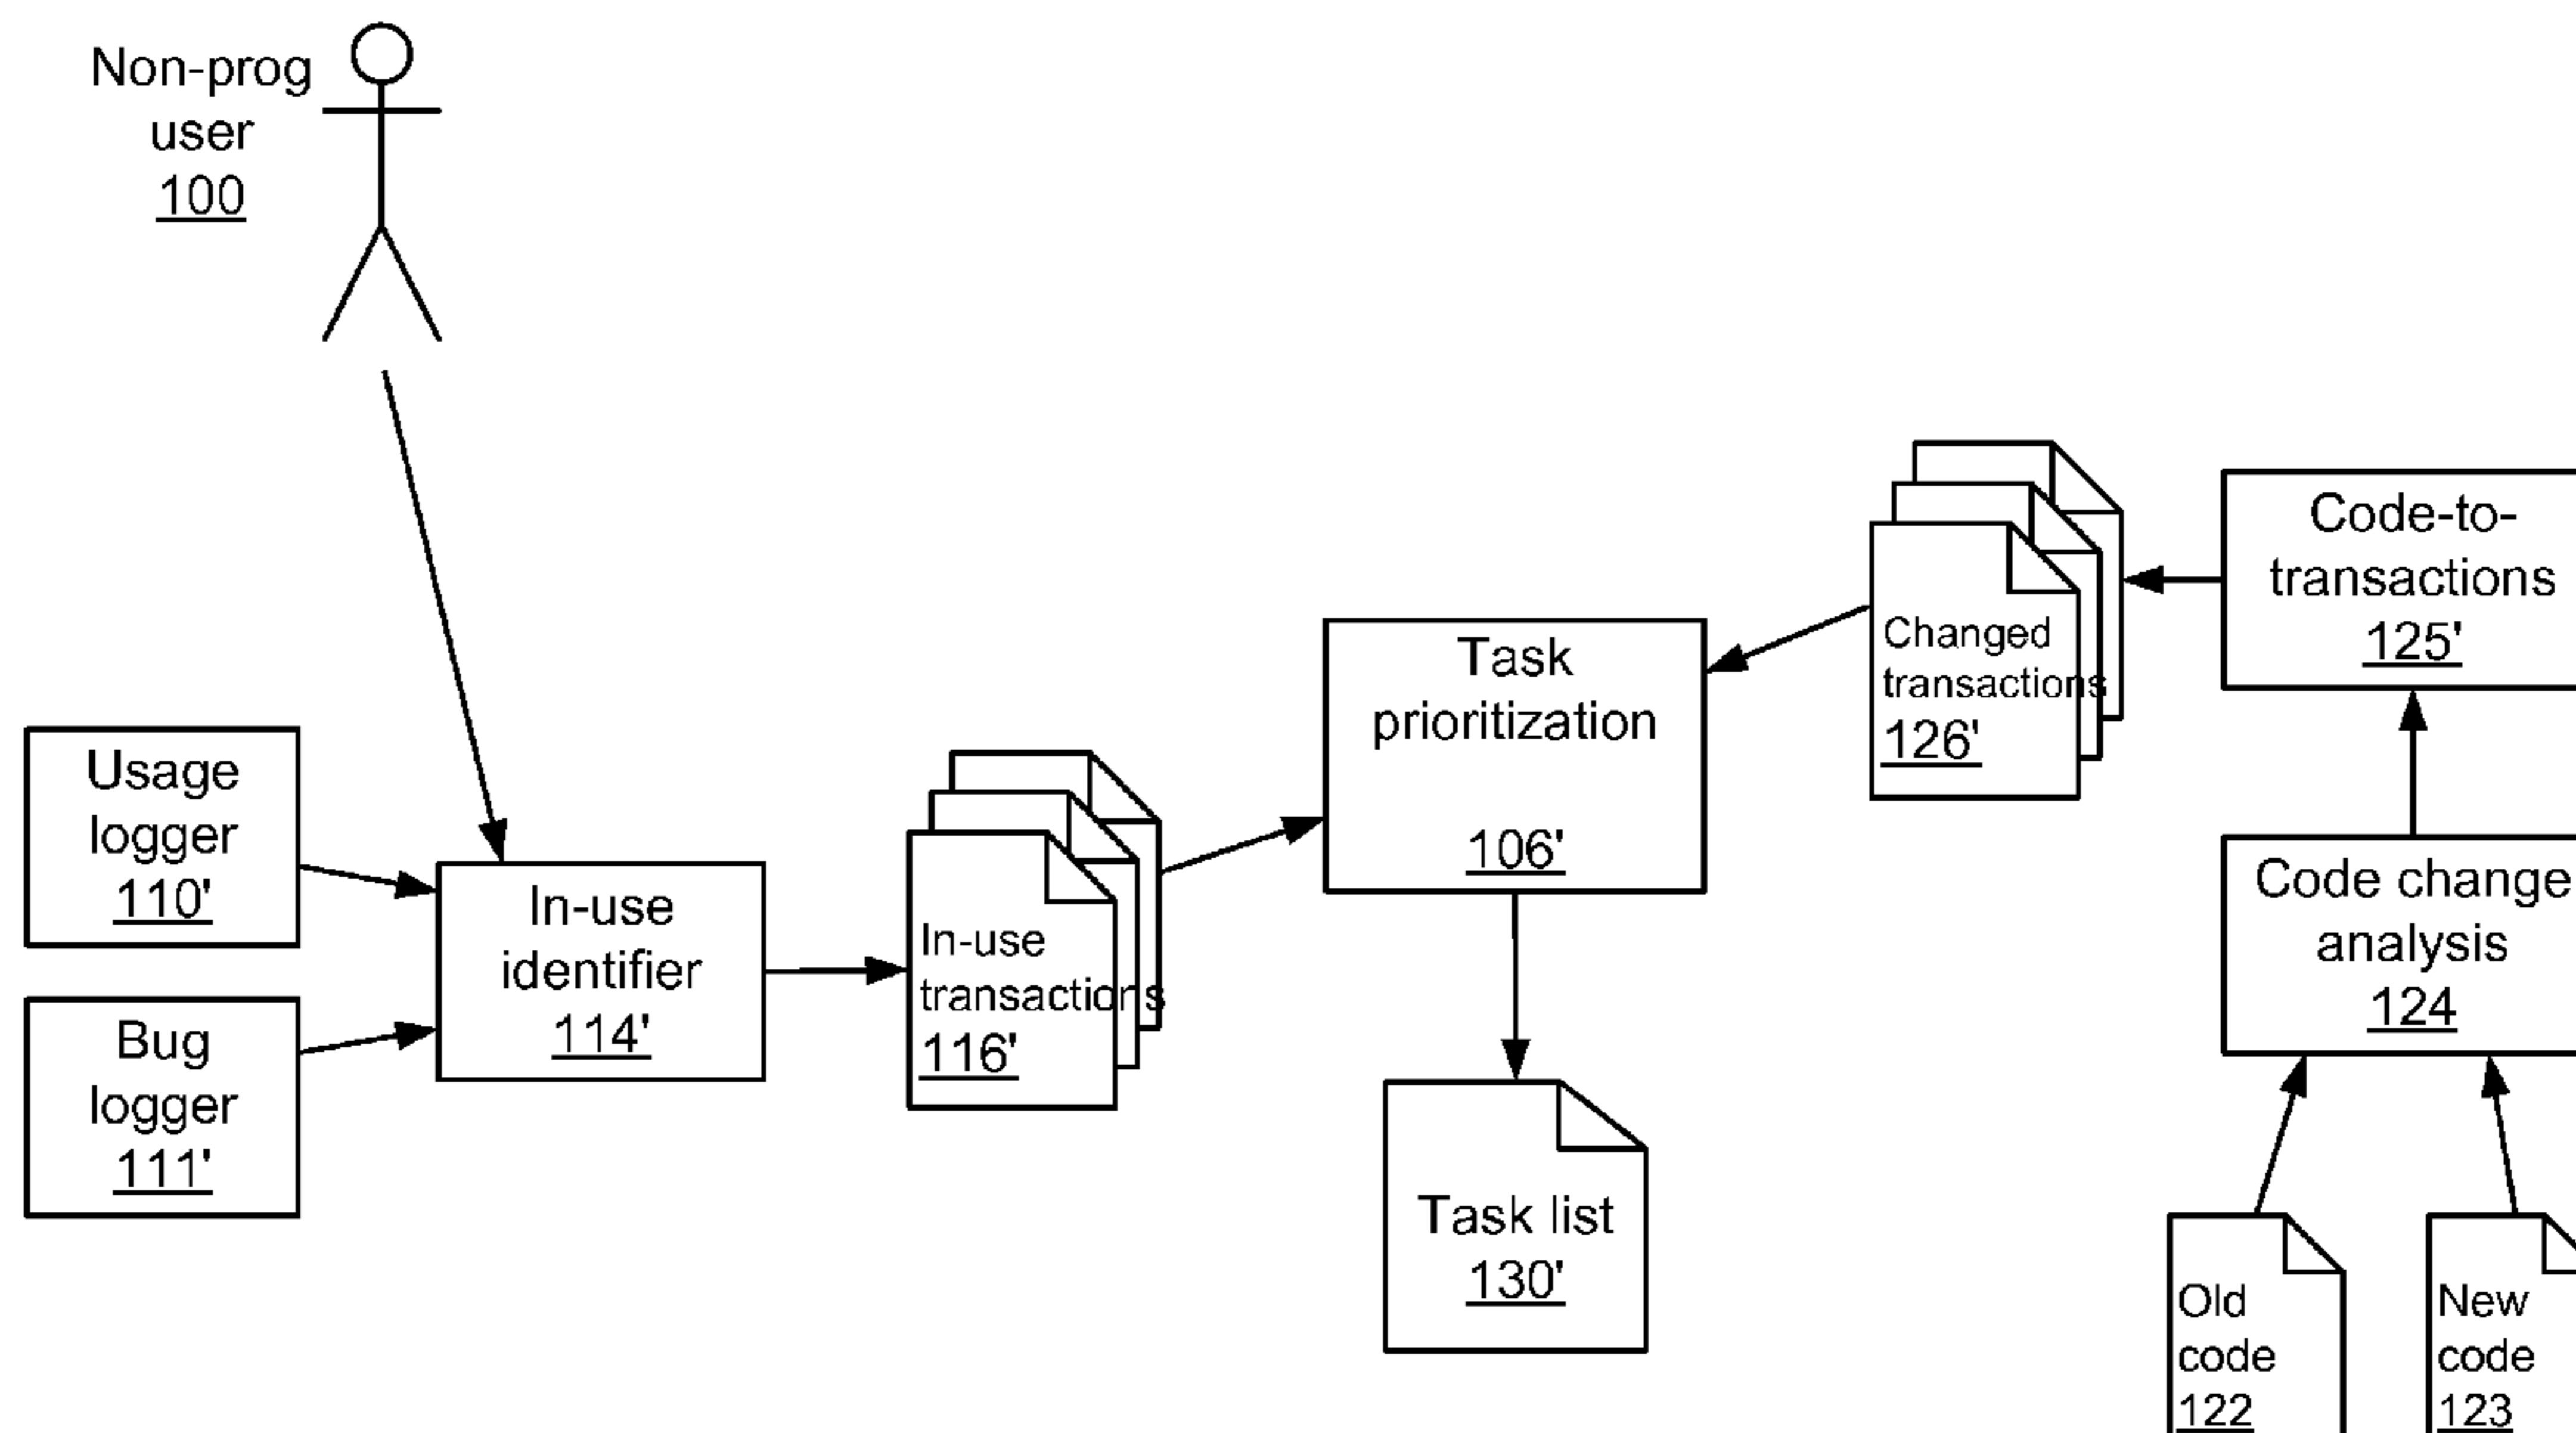 Non-prog
user
100
Usage
logger
110'
Bug
logger
111'
In-use
identifier
114'
In-use
transactions
116'
Task
prioritization
106'
Task list
130'
Changed
transactions
126'
Code-to-
transactions
125'
Code change
analysis
124
Old
code
122
New
code
123